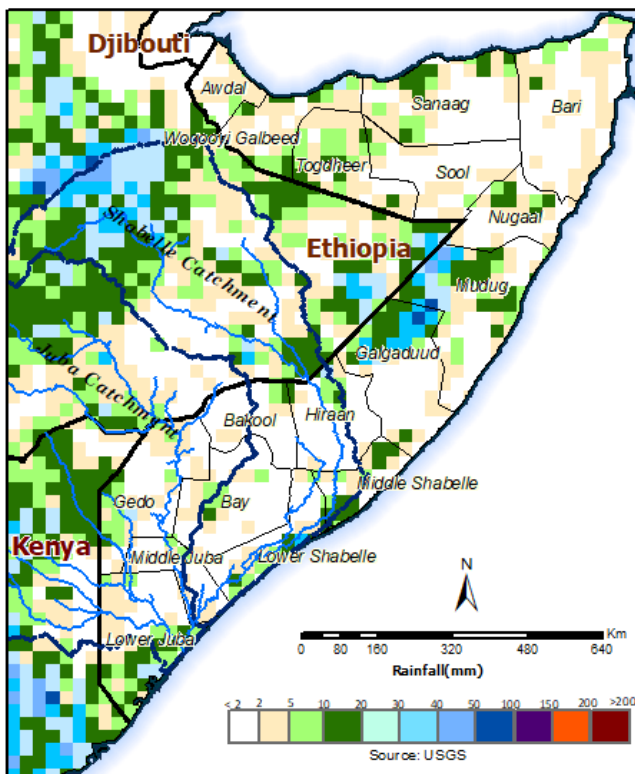 Djibouti
Awdal
Sanaag
Bari
Woqooyi Galbeed
Togdheer
Sool
Nugaal
Shabelle Catchment
Ethiopia
Mudug
Galgaduud
Juba Catchment
Bakool
Hiraan
Middle Shabelle
Gedo
Bay
Kenya
Middle Juba
Lower Shabelle
N
Lower Juba
Km
0 80 160 320 480 640
Rainfall(mm)
< 2 2 5 10 20 30 40 50 100 150 200 >200
Source: USGS